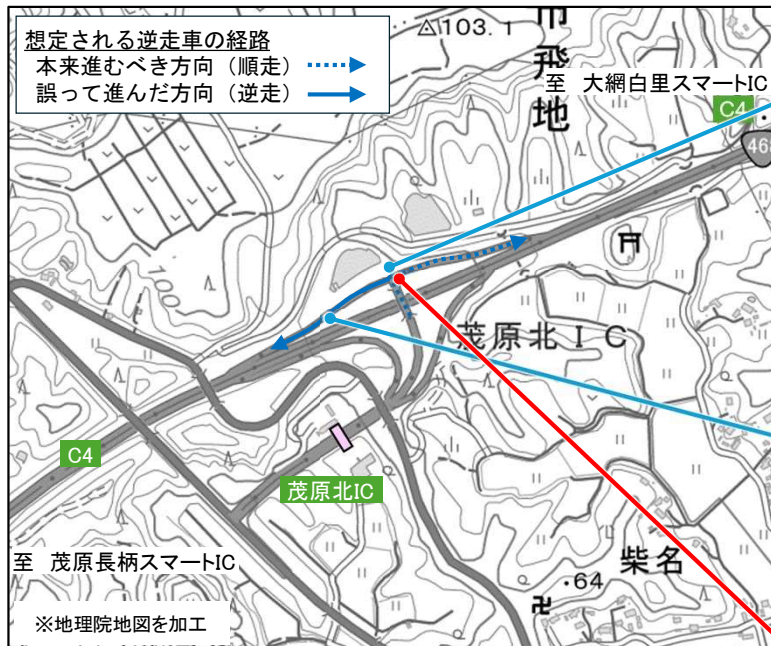 想定される逆走車の経路
本来進むべき方向（順走）
誤って進んだ方向（逆走）
△103.1
市飛地
至　大網白里スマートIC
C4
46
100
茂原北ＩＣ
C4
茂原北IC
至　茂原長柄スマートIC
柴名
・64
※地理院地図を加工